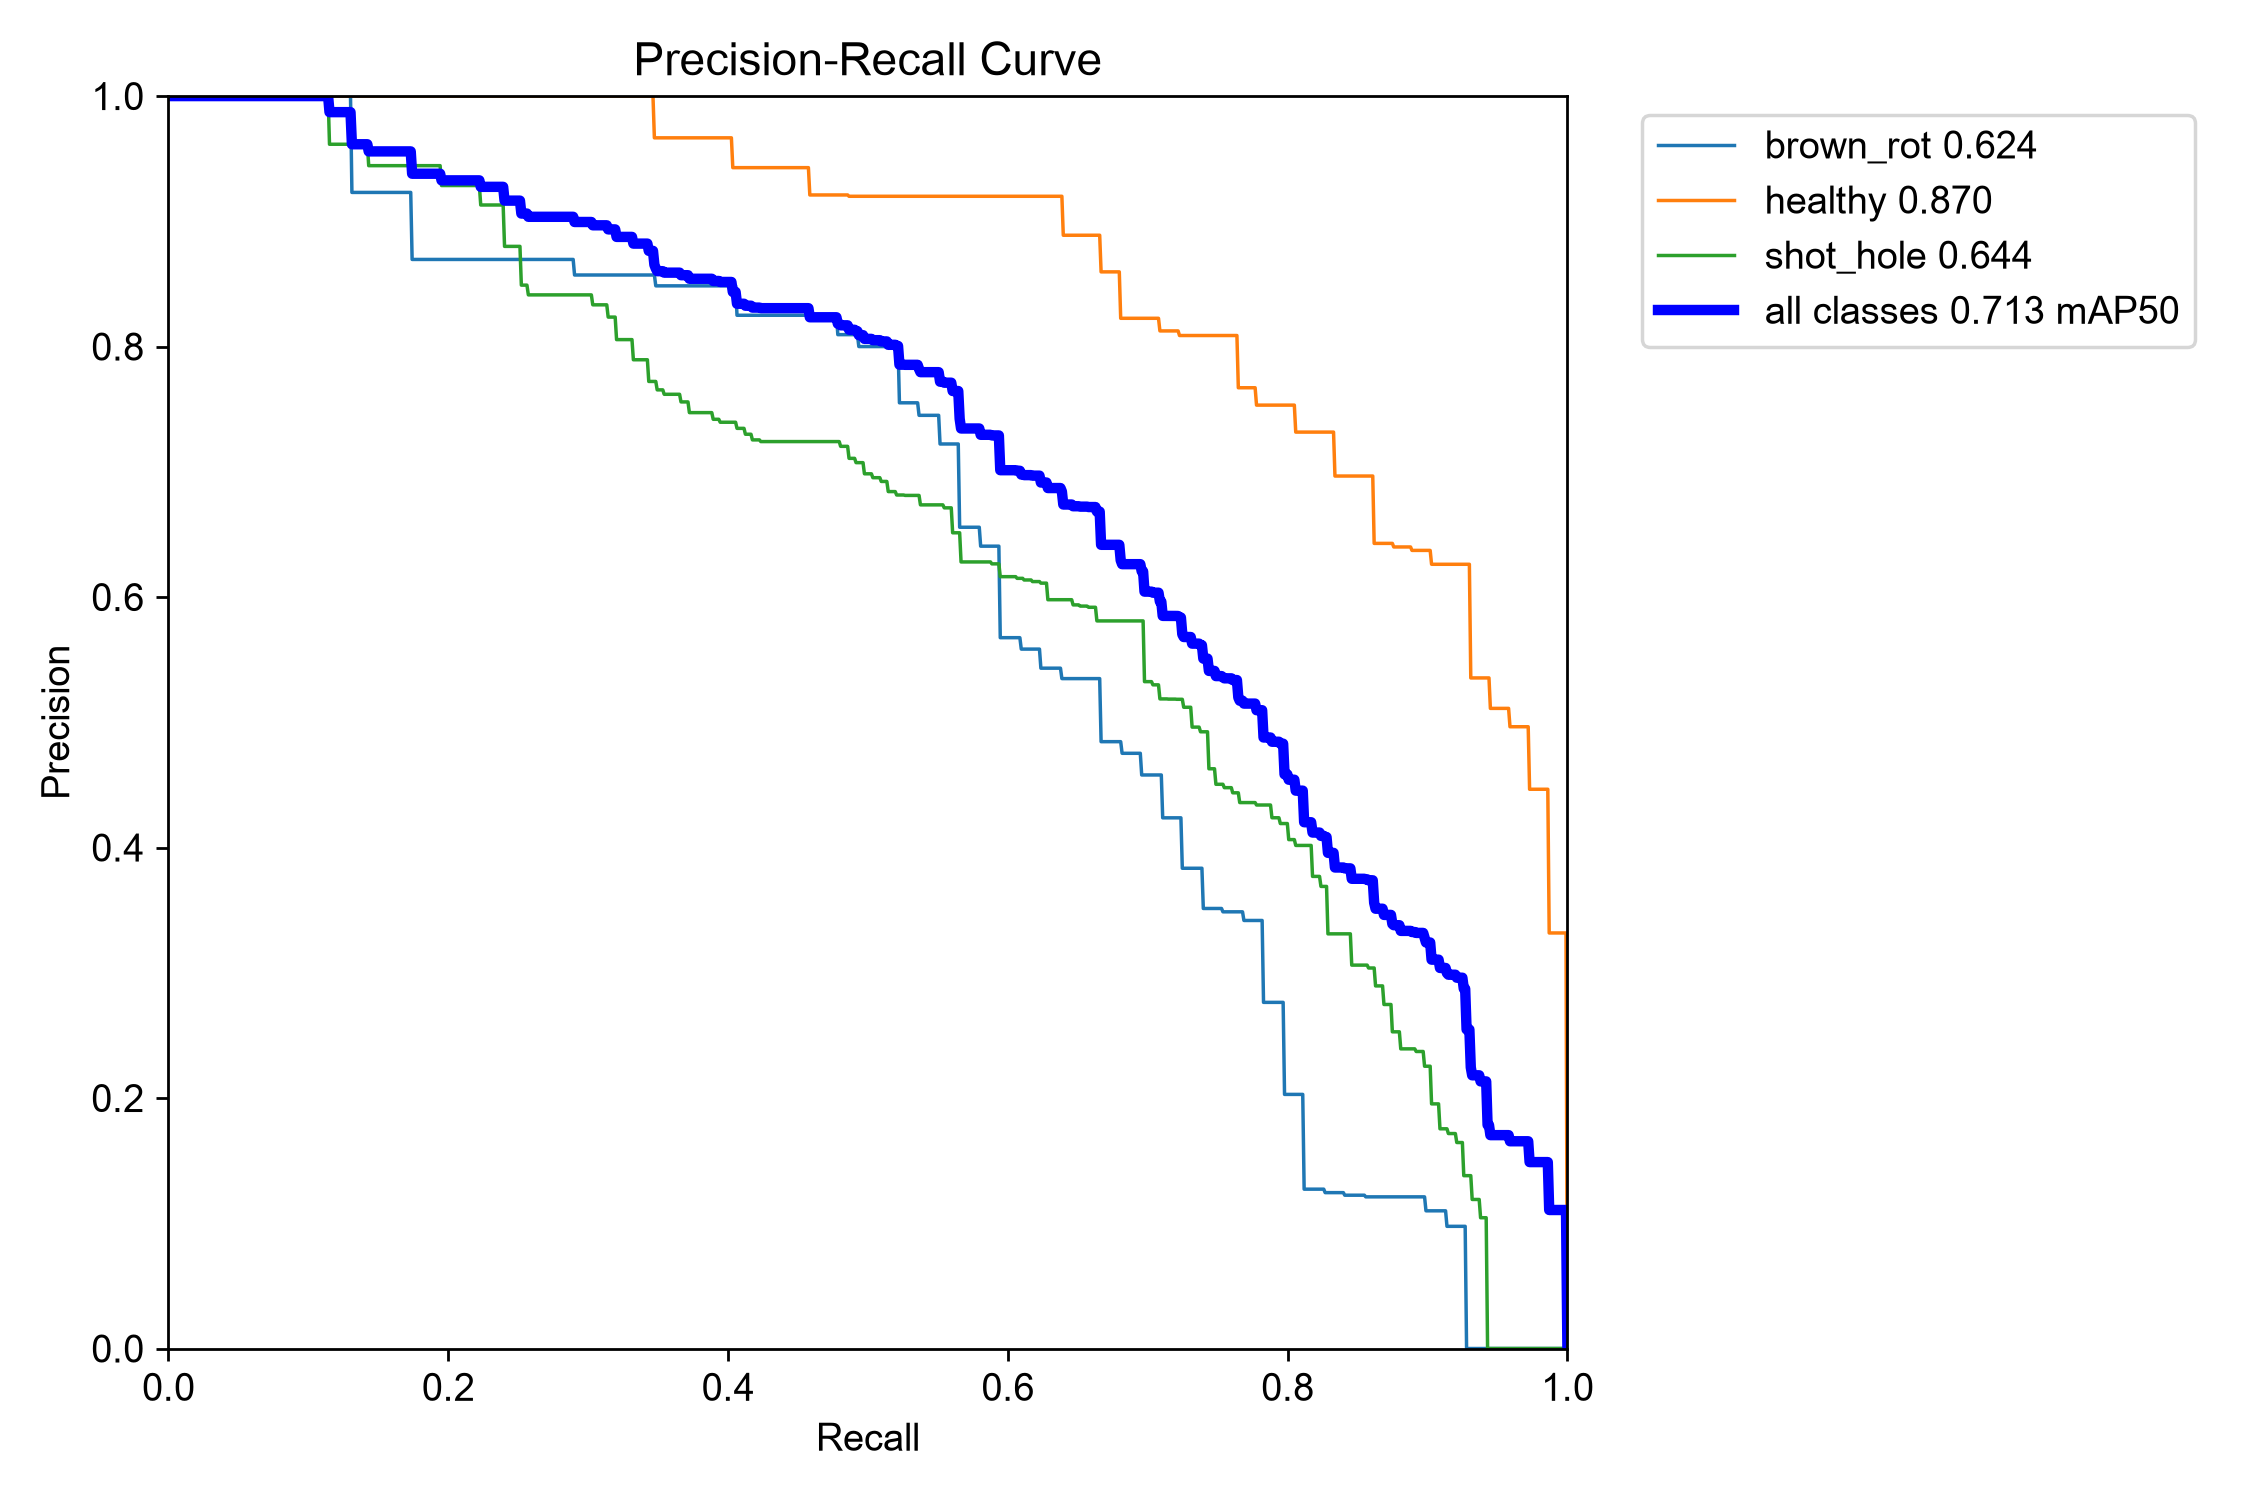 Precision-Recall Curve
1.0
0.8
0.6
0.4
0.2
0.0
Precision
0.0 0.2 0.4 0.6 0.8 1.0
Recall
brown_rot 0.624
healthy 0.870
shot_hole 0.644
all classes 0.713 mAP50